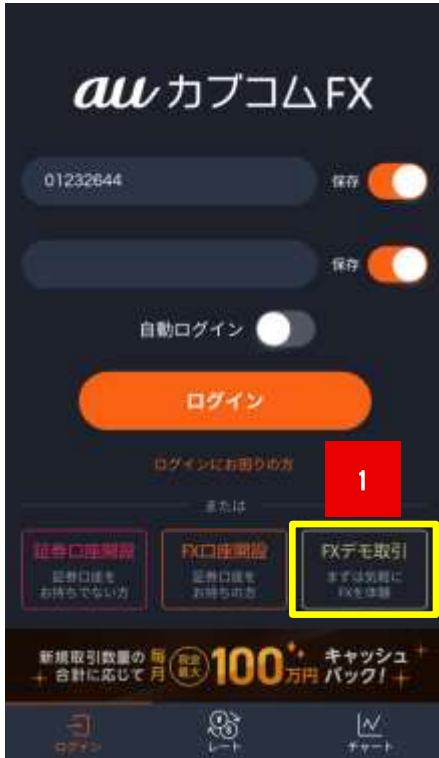 au カブコム FX
01232644
保存
保存
自動ログイン
ログイン
ログインにお困りの方
または
1
証券口座開設
証券口座を
お持ちでない方
FX口座開設
証券口座を
お持ちの方
FXデモ取引
まずは気軽に
FXを体験
新規取引数量の
合計に応じて
毎月
最大
100万円
キャッシュ
バック!
ログイン
レート
チャート